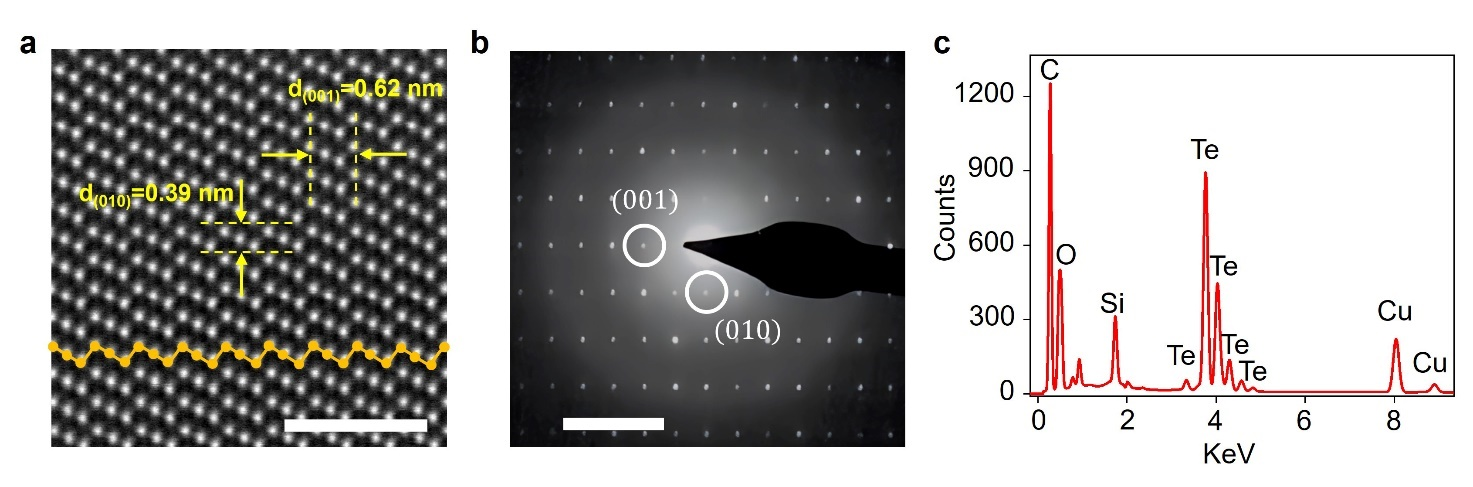 a
d(001)=0.62 nm
d(010)=0.39 nm
b
(001)
(010)
c
C
O
Si
Te
Te
Te
Te
Te
Cu
Cu
1200
900
600
300
0
Counts
0 2 4 6 8
KeV